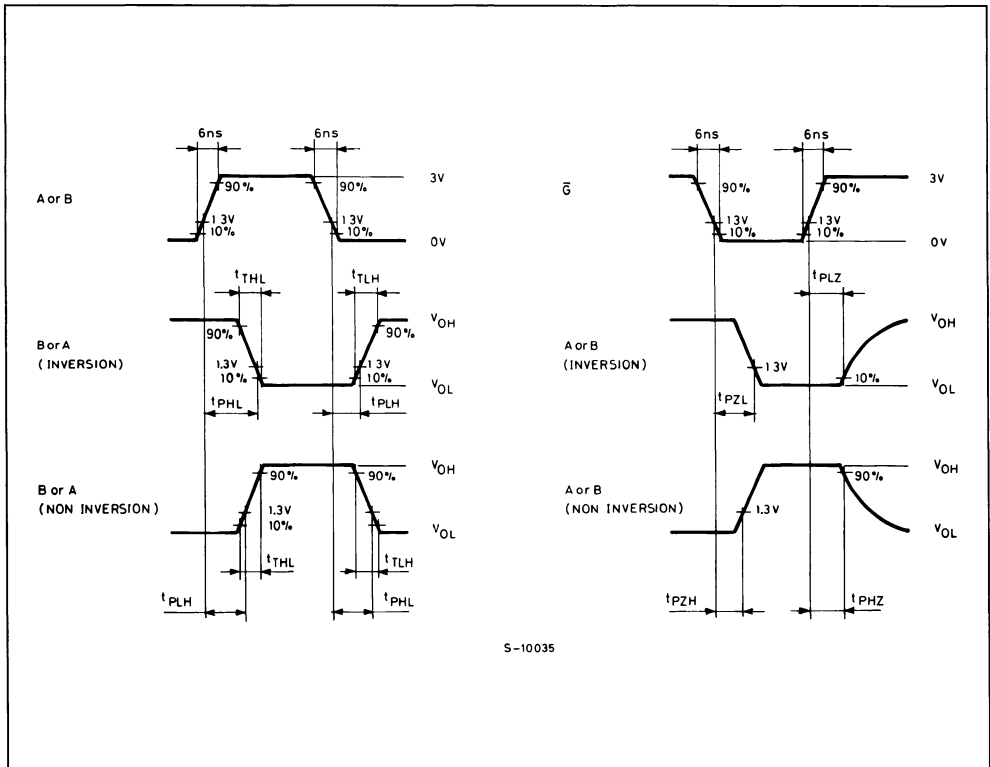 6ns 6ns
A or B
90% 90% 3V
1.3V 1.3V
10% 10% 0V
tTHL tTLH
B or A
(INVERSION)
90% 90% VOH
1.3V 1.3V
10% 10% VOL
tPHL tPLH
B or A
(NON INVERSION)
90% 90% VOH
1.3V
10% VOL
tTHL tTLH
tPLH tPHL
6ns 6ns
G̅
90% 90% 3V
1.3V 1.3V
10% 10% 0V
tPLZ
A or B
(INVERSION)
VOH
1.3V
10% VOL
tPZL
A or B
(NON INVERSION)
90% VOH
1.3V
VOL
tPZH tPHZ
S-10035